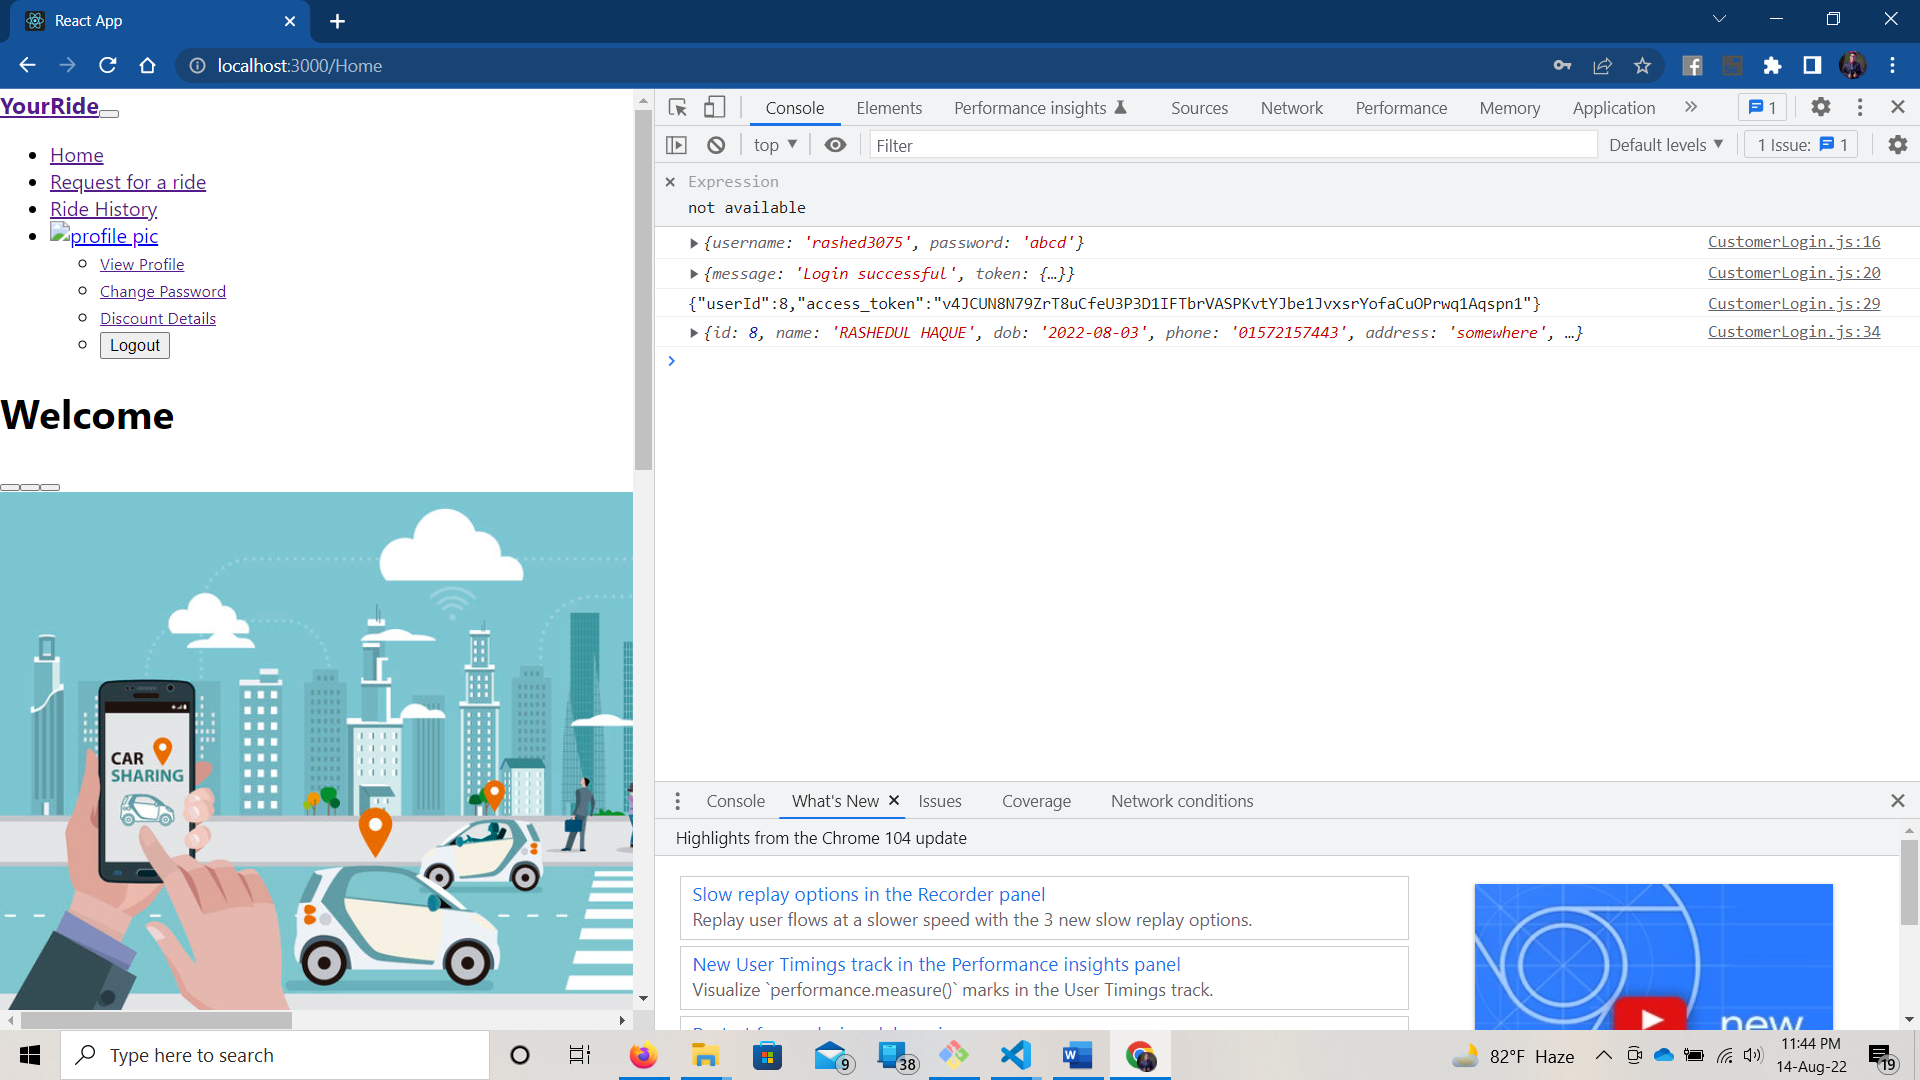 React App
localhost:3000/Home
YourRide
Home
Request for a ride
Ride History
profile pic
View Profile
Change Password
Discount Details
Logout
Welcome
CAR
SHARING
Console Elements Performance insights Sources Network Performance Memory Application » 1
top ▼ Filter Default levels ▼ 1 Issue: 1
Expression
not available
{username: 'rashed3075', password: 'abcd'} CustomerLogin.js:16
{message: 'Login successful', token: {…}} CustomerLogin.js:20
{"userId":8,"access_token":"v4JCUN8N79ZrT8uCfeU3P3D1IFTbrVASPKvtYJbe1JvxsrYofaCuOPrwq1Aqspn1"} CustomerLogin.js:29
{id: 8, name: 'RASHEDUL HAQUE', dob: '2022-08-03', phone: '01572157443', address: 'somewhere', …} CustomerLogin.js:34
Console What's New Issues Coverage Network conditions
Highlights from the Chrome 104 update
Slow replay options in the Recorder panel
Replay user flows at a slower speed with the 3 new slow replay options.
New User Timings track in the Performance insights panel
Visualize `performance.measure()` marks in the User Timings track.
new
Type here to search
9
38
82°F Haze
11:44 PM
14-Aug-22
19